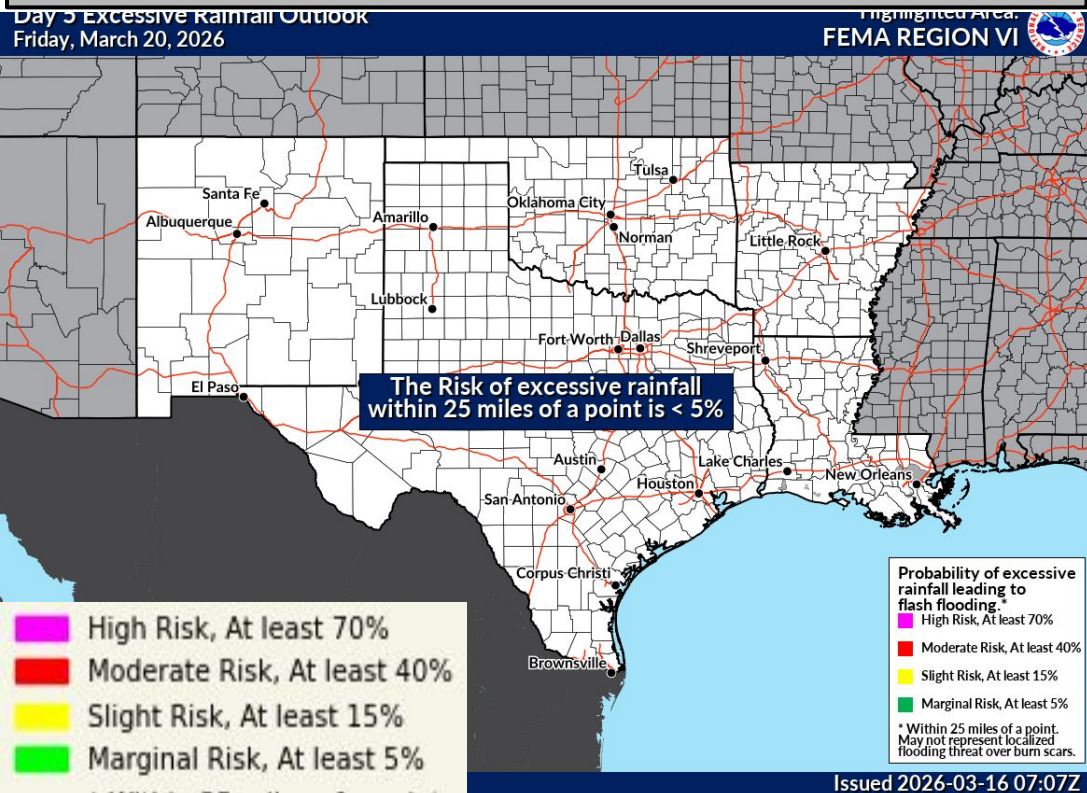 Day 5 Excessive Rainfall Outlook
Friday, March 20, 2026
Highlighted Area:
FEMA REGION VI
NATIONAL
SERVICE
Tulsa
Santa Fe
Oklahoma City
Albuquerque
Amarillo
Norman
Little Rock
Lubbock
Fort Worth
Dallas
Shreveport
El Paso
The Risk of excessive rainfall
within 25 miles of a point is < 5%
Austin
Lake Charles
New Orleans
Houston
San Antonio
Corpus Christi
Brownsville
Probability of excessive
rainfall leading to
flash flooding.*
High Risk, At least 70%
Moderate Risk, At least 40%
Slight Risk, At least 15%
Marginal Risk, At least 5%
* Within 25 miles of a point.
May not represent localized
flooding threat over burn scars.
High Risk, At least 70%
Moderate Risk, At least 40%
Slight Risk, At least 15%
Marginal Risk, At least 5%
Issued 2026-03-16 07:07Z